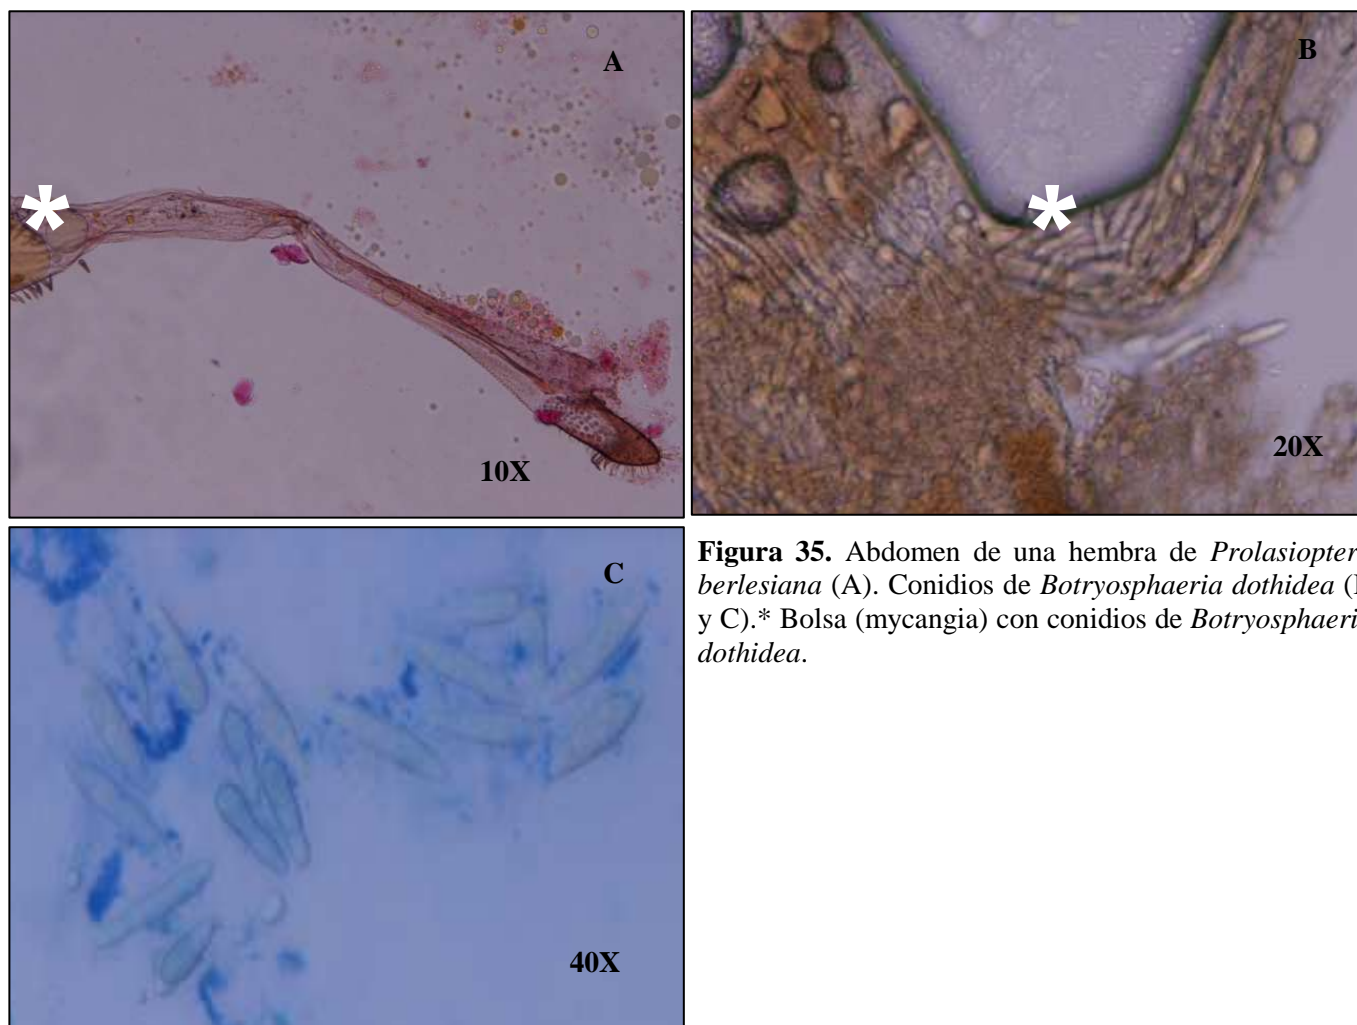 A
10X
B
20X
C
40X
Figura 35. Abdomen de una hembra de Prolasiopter
berlesiana (A). Conidios de Botryosphaeria dothidea (
y C).* Bolsa (mycangia) con conidios de Botryosphaeri
dothidea.